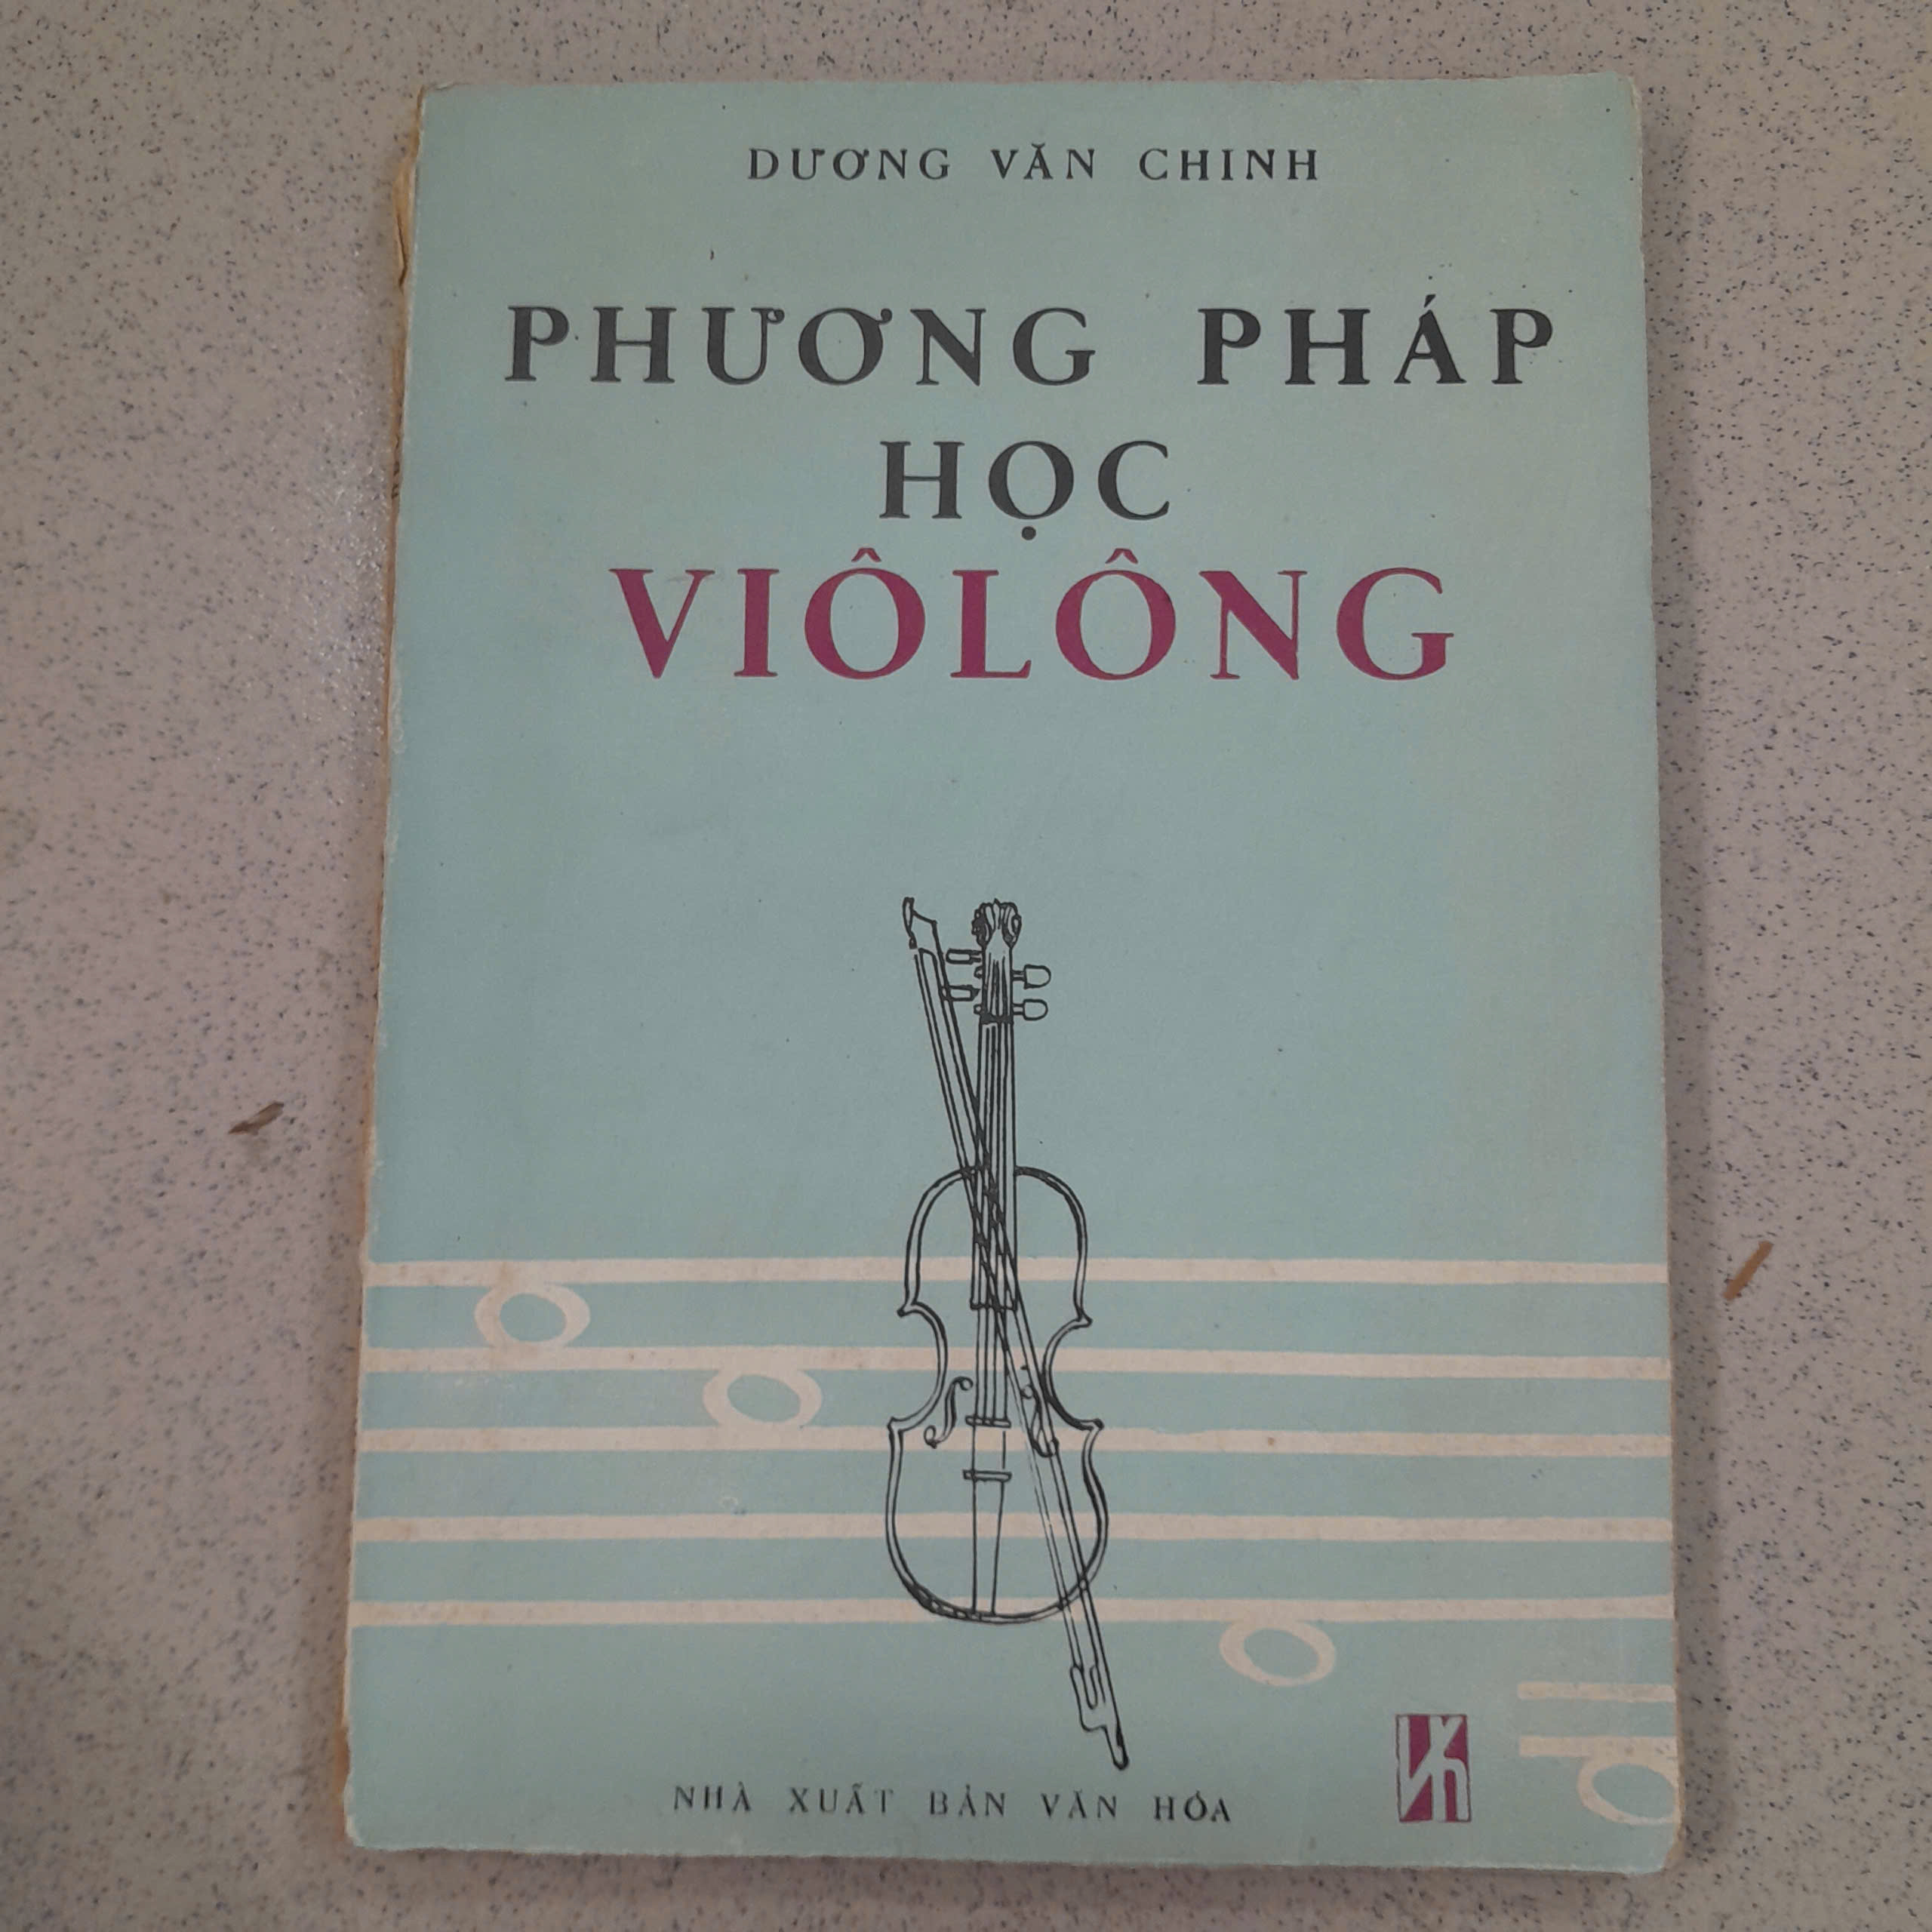 DƯƠNG VĂN CHINH
PHƯƠNG PHÁP
HỌC
VIÔLÔNG
NHÀ XUẤT BẢN VĂN HÓA